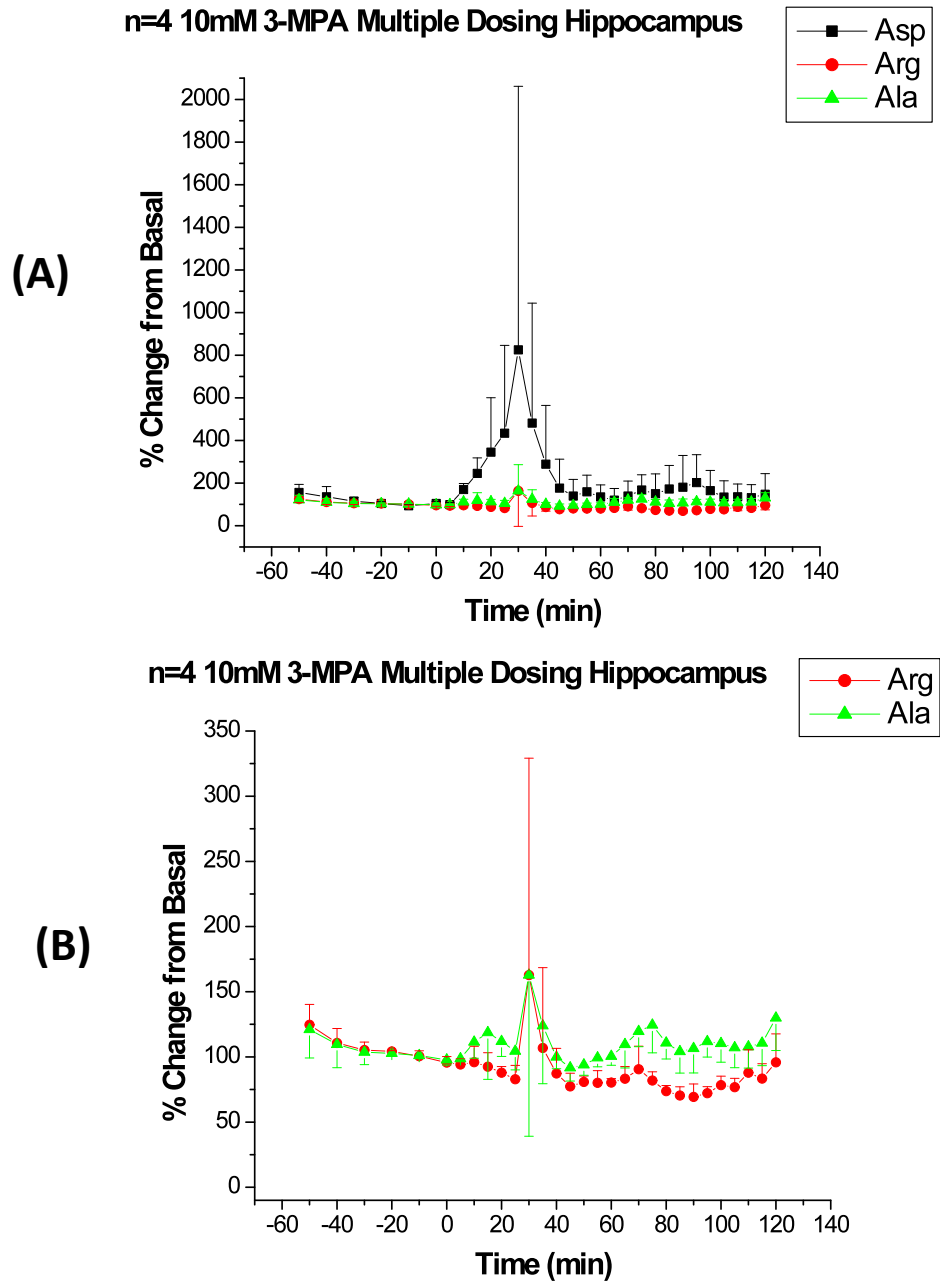 n=4 10mM 3-MPA Multiple Dosing Hippocampus
Asp
Arg
Ala
(A)
% Change from Basal
2000
1800
1600
1400
1200
1000
800
600
400
200
0
-60 -40 -20 0 20 40 60 80 100 120 140
Time (min)
n=4 10mM 3-MPA Multiple Dosing Hippocampus
Arg
Ala
(B)
% Change from Basal
350
300
250
200
150
100
50
0
-60 -40 -20 0 20 40 60 80 100 120 140
Time (min)